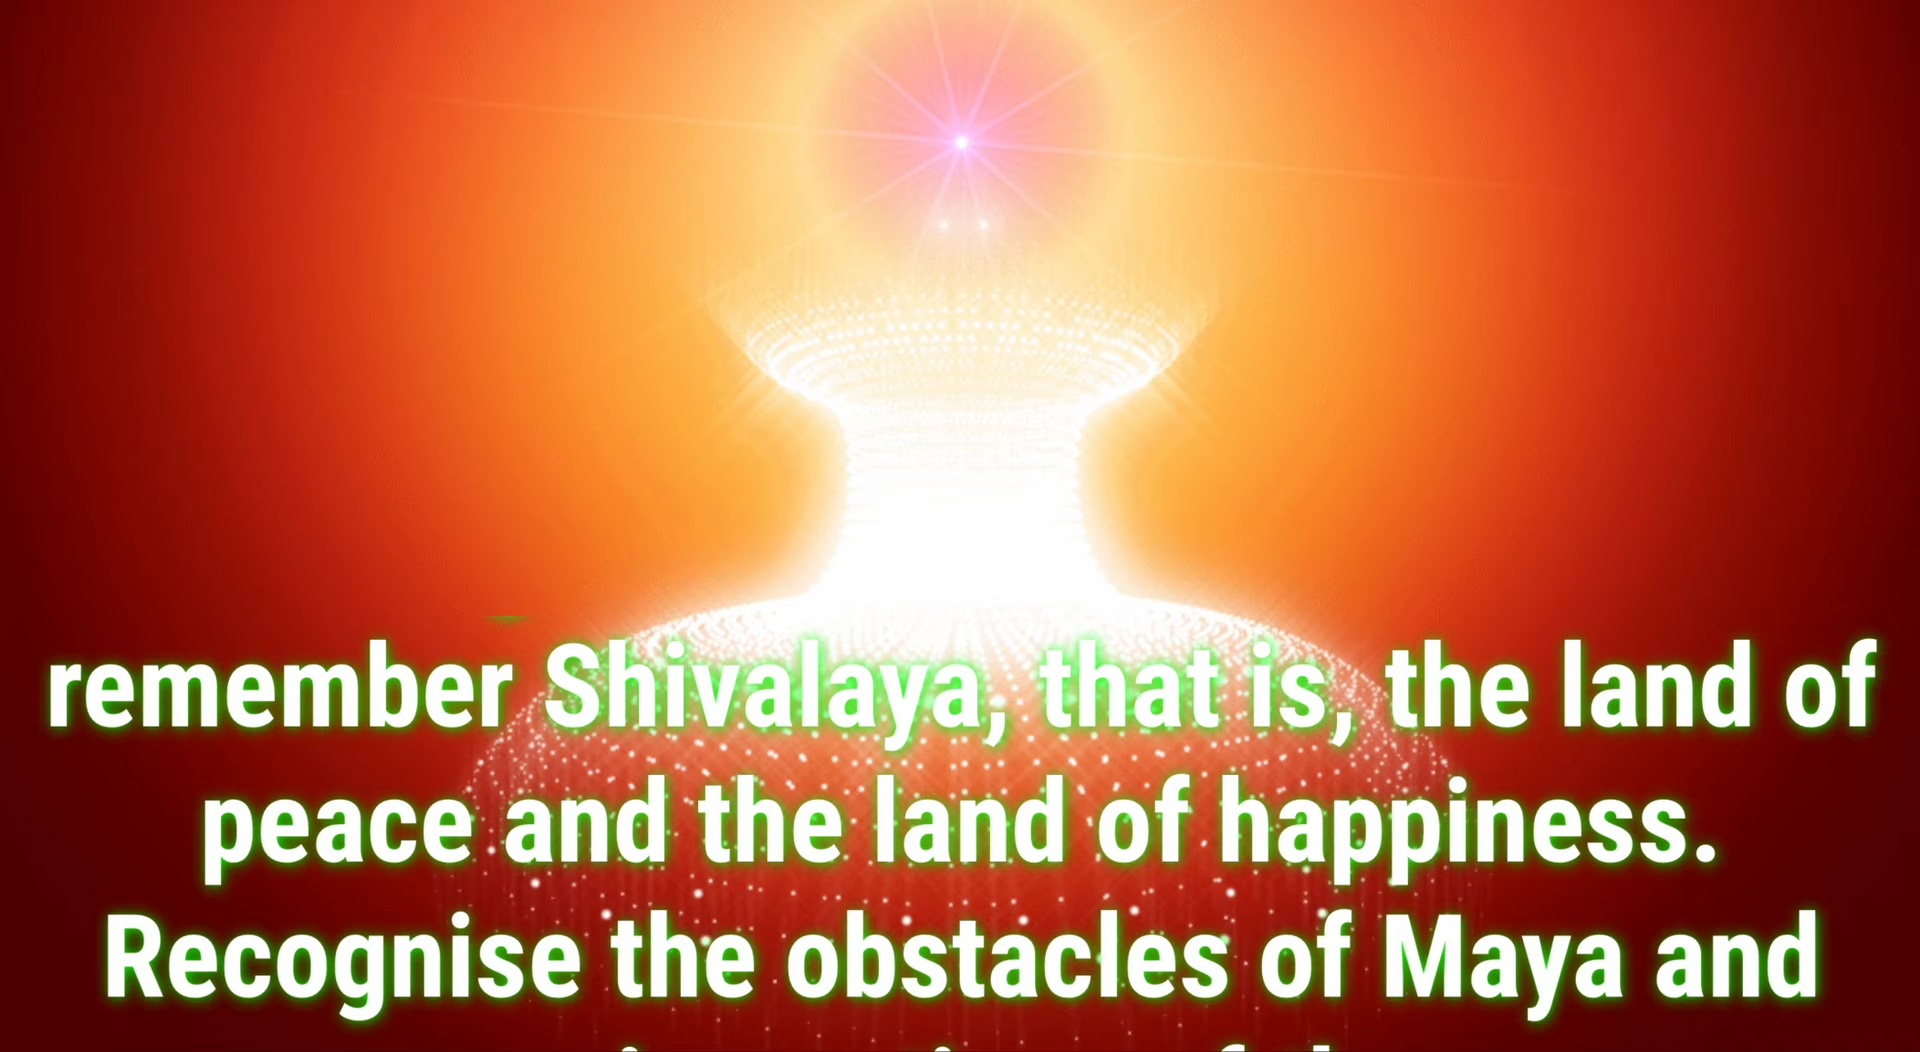 remember Shivalaya, that is, the land of
peace and the land of happiness.
Recognise the obstacles of Maya and